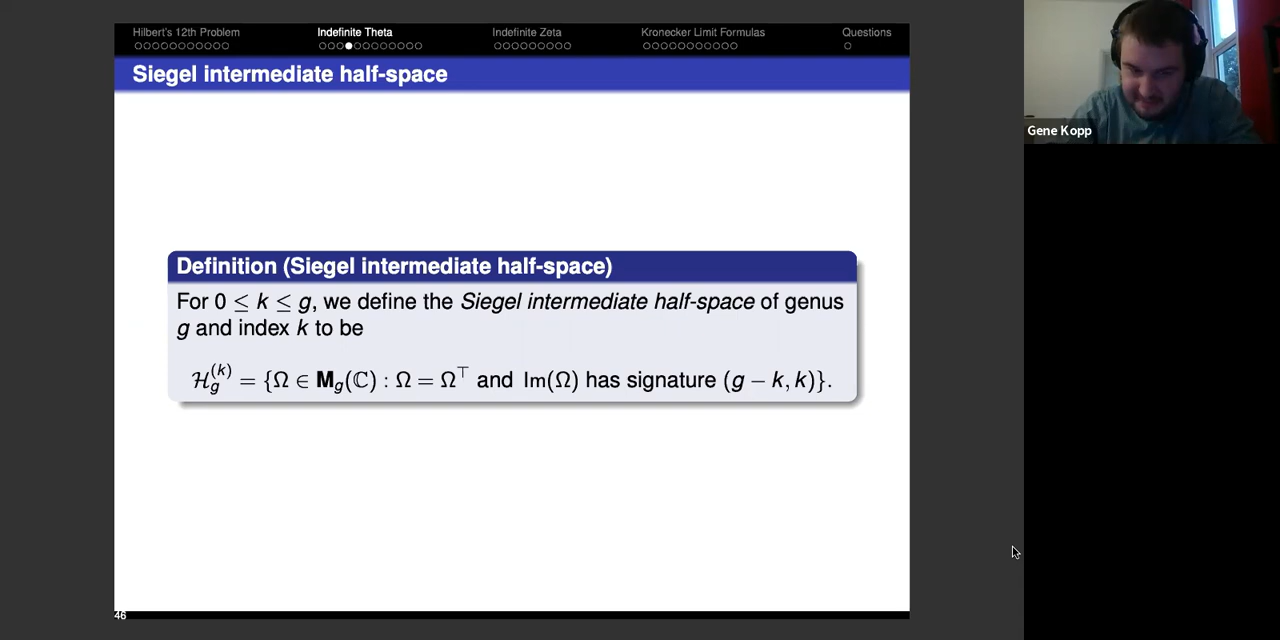 Hilbert's 12th Problem Indefinite Theta Indefinite Zeta Kronecker Limit Formulas Questions
Siegel intermediate half-space
Gene Kopp
Definition (Siegel intermediate half-space)
For 0 ≤ k ≤ g, we define the Siegel intermediate half-space of genus
g and index k to be
ℋ_g^{(k)} = {Ω ∈ M_g(ℂ) : Ω = Ω^⊤ and Im(Ω) has signature (g − k, k)}.
46